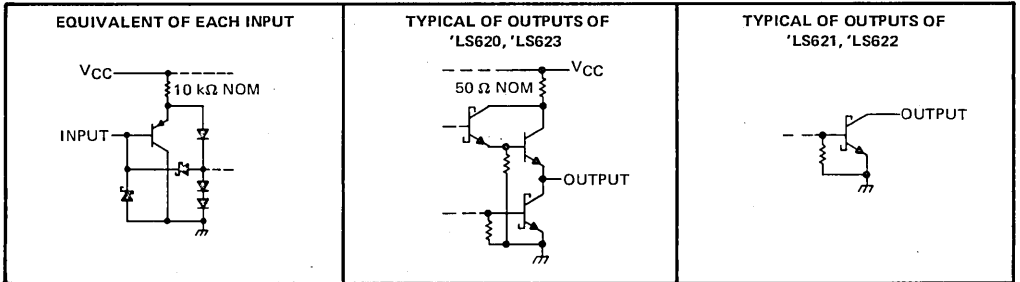 EQUIVALENT OF EACH INPUT
VCC
10 kΩ NOM
INPUT
TYPICAL OF OUTPUTS OF
'LS620, 'LS623
VCC
50 Ω NOM
OUTPUT
TYPICAL OF OUTPUTS OF
'LS621, 'LS622
OUTPUT